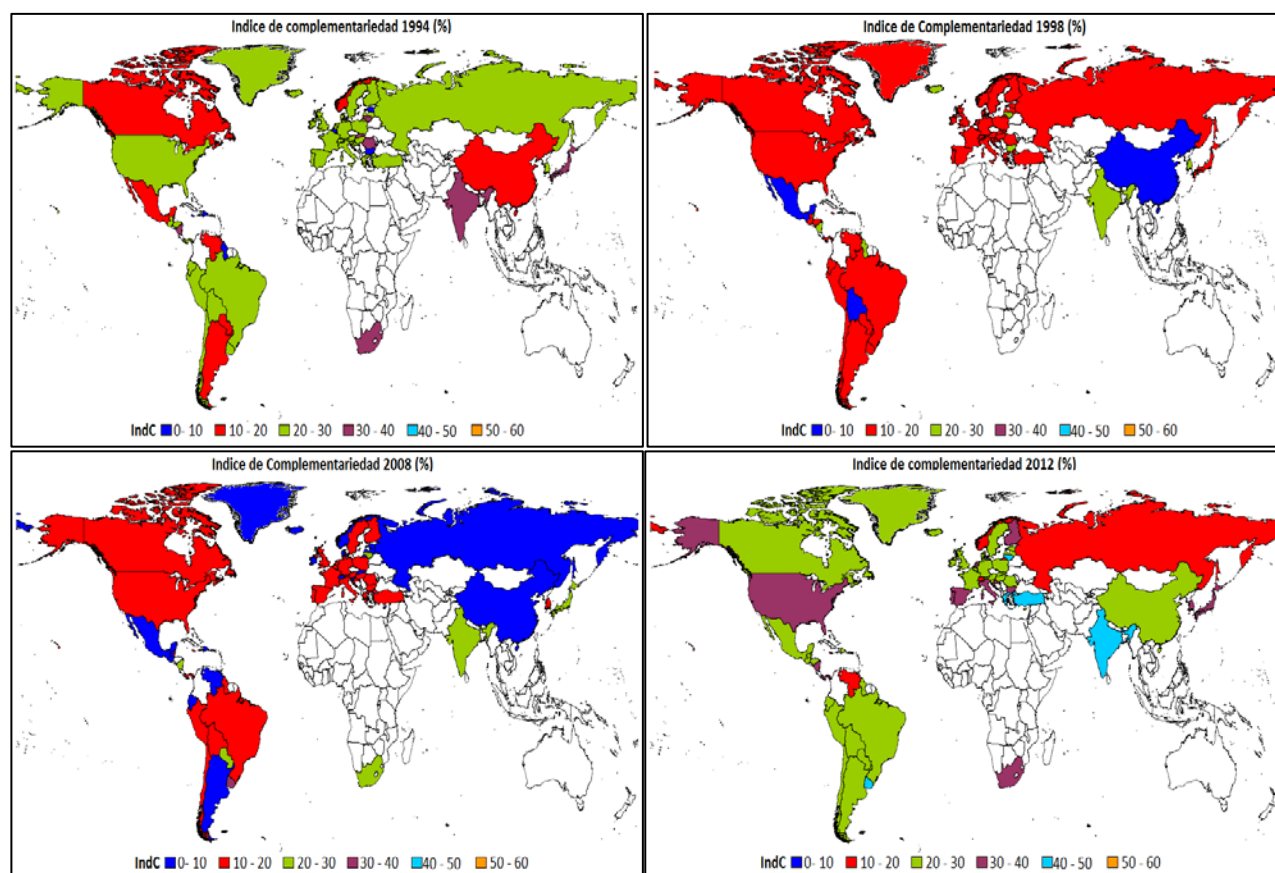 Indice de complementariedad 1994 (%)
IndC 0- 10 10 - 20 20 - 30 30 - 40 40 - 50 50 - 60
Indice de Complementariedad 1998 (%)
IndC 0- 10 10 - 20 20 - 30 30 - 40 40 - 50 50 - 60
Indice de Complementariedad 2008 (%)
IndC 0- 10 10 - 20 20 - 30 30 - 40 40 - 50 50 - 60
Indice de complementariedad 2012 (%)
IndC 0- 10 10 - 20 20 - 30 30 - 40 40 - 50 50 - 60